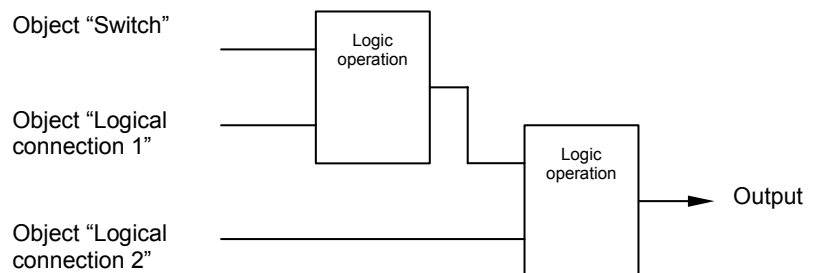 Object “Switch”
Logic
operation
Object “Logical
connection 1”
Logic
operation
Output
Object “Logical
connection 2”